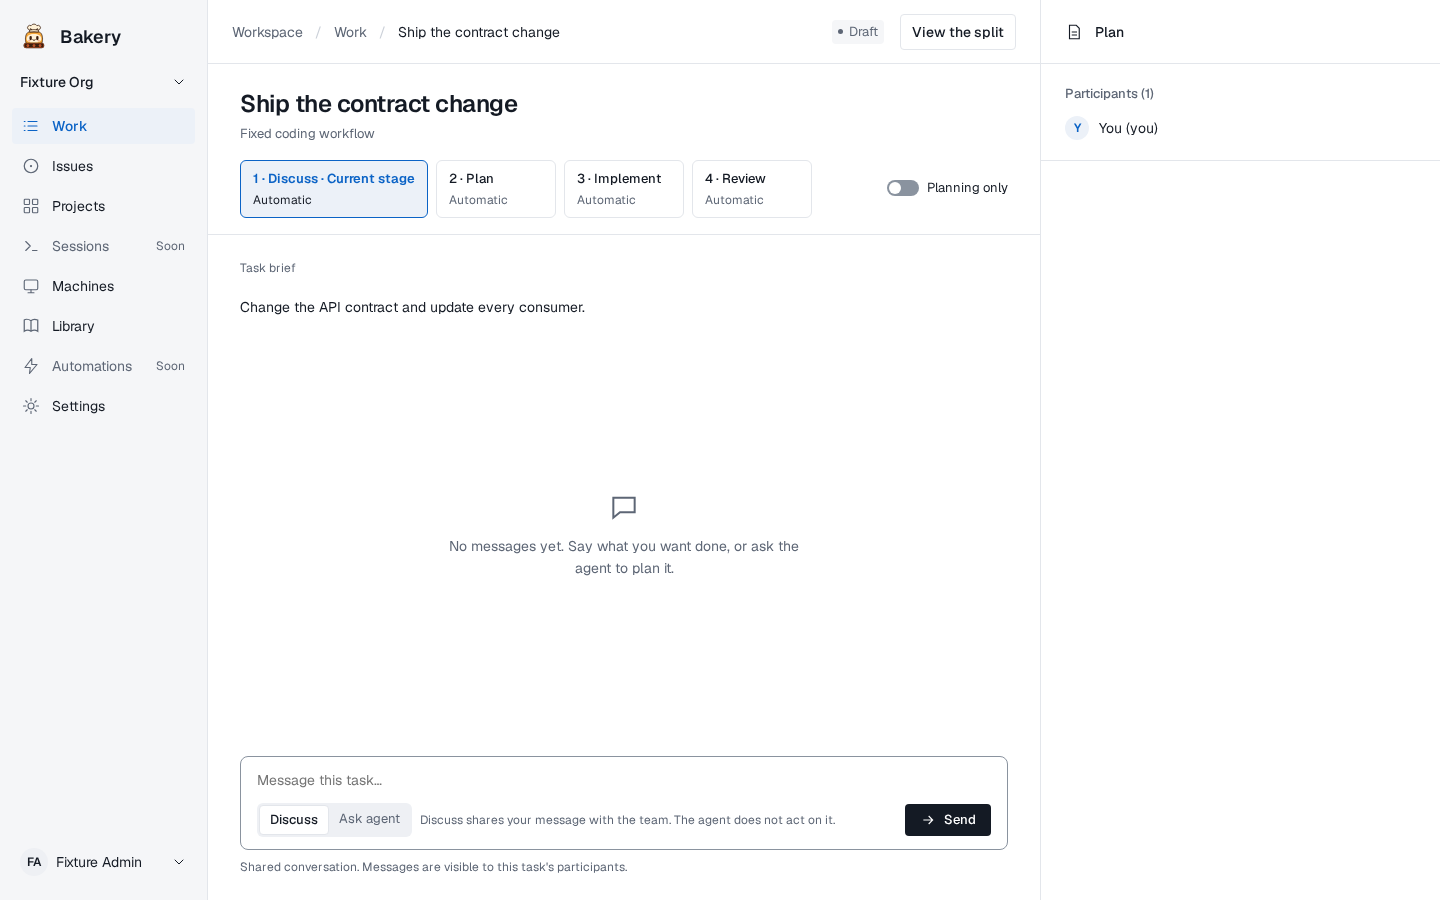 Bakery
Fixture Org
Work
Issues
Projects
Sessions Soon
Machines
Library
Automations Soon
Settings
FA Fixture Admin
Workspace / Work / Ship the contract change
Draft
View the split
Ship the contract change
Fixed coding workflow
1 · Discuss · Current stage
Automatic
2 · Plan
Automatic
3 · Implement
Automatic
4 · Review
Automatic
Planning only
Task brief
Change the API contract and update every consumer.
No messages yet. Say what you want done, or ask the
agent to plan it.
Message this task...
Discuss Ask agent Discuss shares your message with the team. The agent does not act on it.
Send
Shared conversation. Messages are visible to this task's participants.
Plan
Participants (1)
Y You (you)